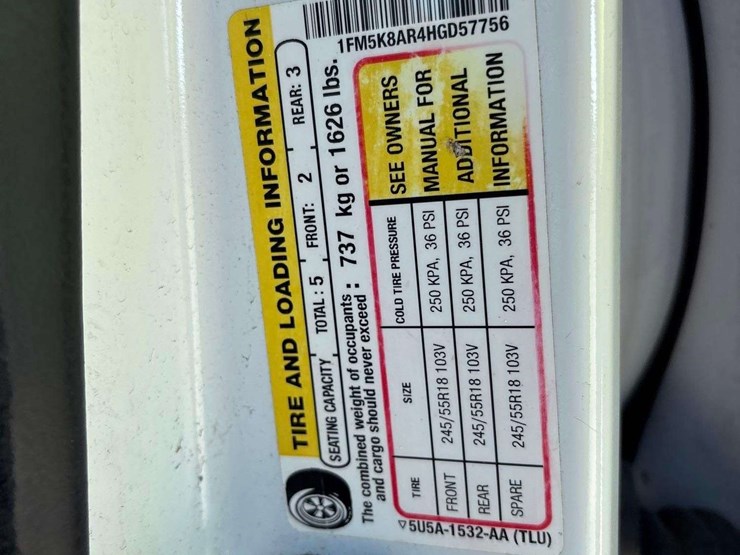 TIRE AND LOADING INFORMATION
SEATING CAPACITY TOTAL : 5 FRONT: 2 REAR: 3
The combined weight of occupants
and cargo should never exceed : 737 kg or 1626 lbs.
1FM5K8AR4HGD57756
TIRE SIZE COLD TIRE PRESSURE
FRONT 245/55R18 103V 250 KPA, 36 PSI
REAR 245/55R18 103V 250 KPA, 36 PSI
SPARE 245/55R18 103V 250 KPA, 36 PSI
SEE OWNERS
MANUAL FOR
ADDITIONAL
INFORMATION
▽5U5A-1532-AA (TLU)